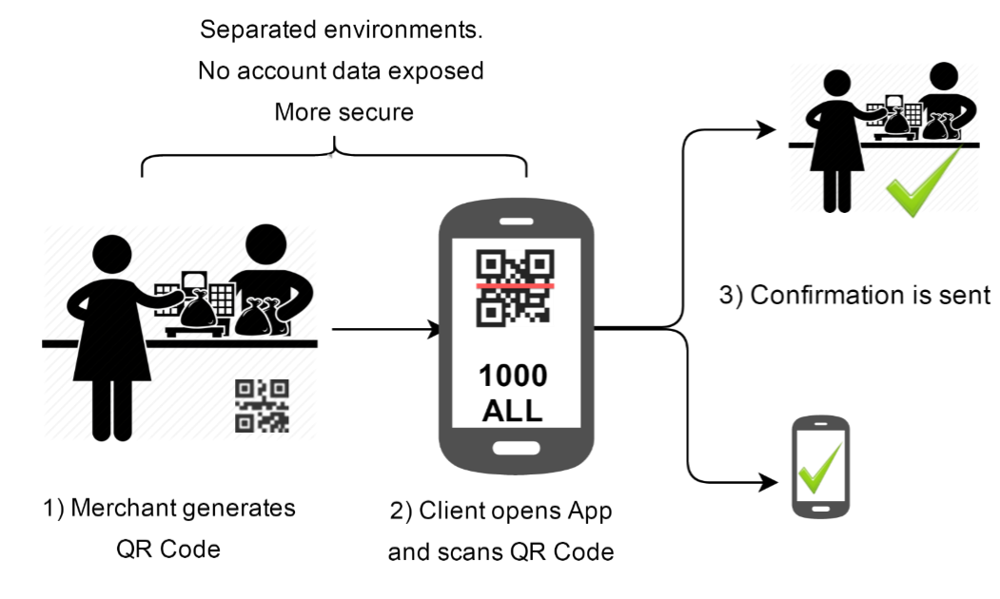 Separated environments.
No account data exposed
More secure
1) Merchant generates
QR Code
1000
ALL
2) Client opens App
and scans QR Code
3) Confirmation is sent